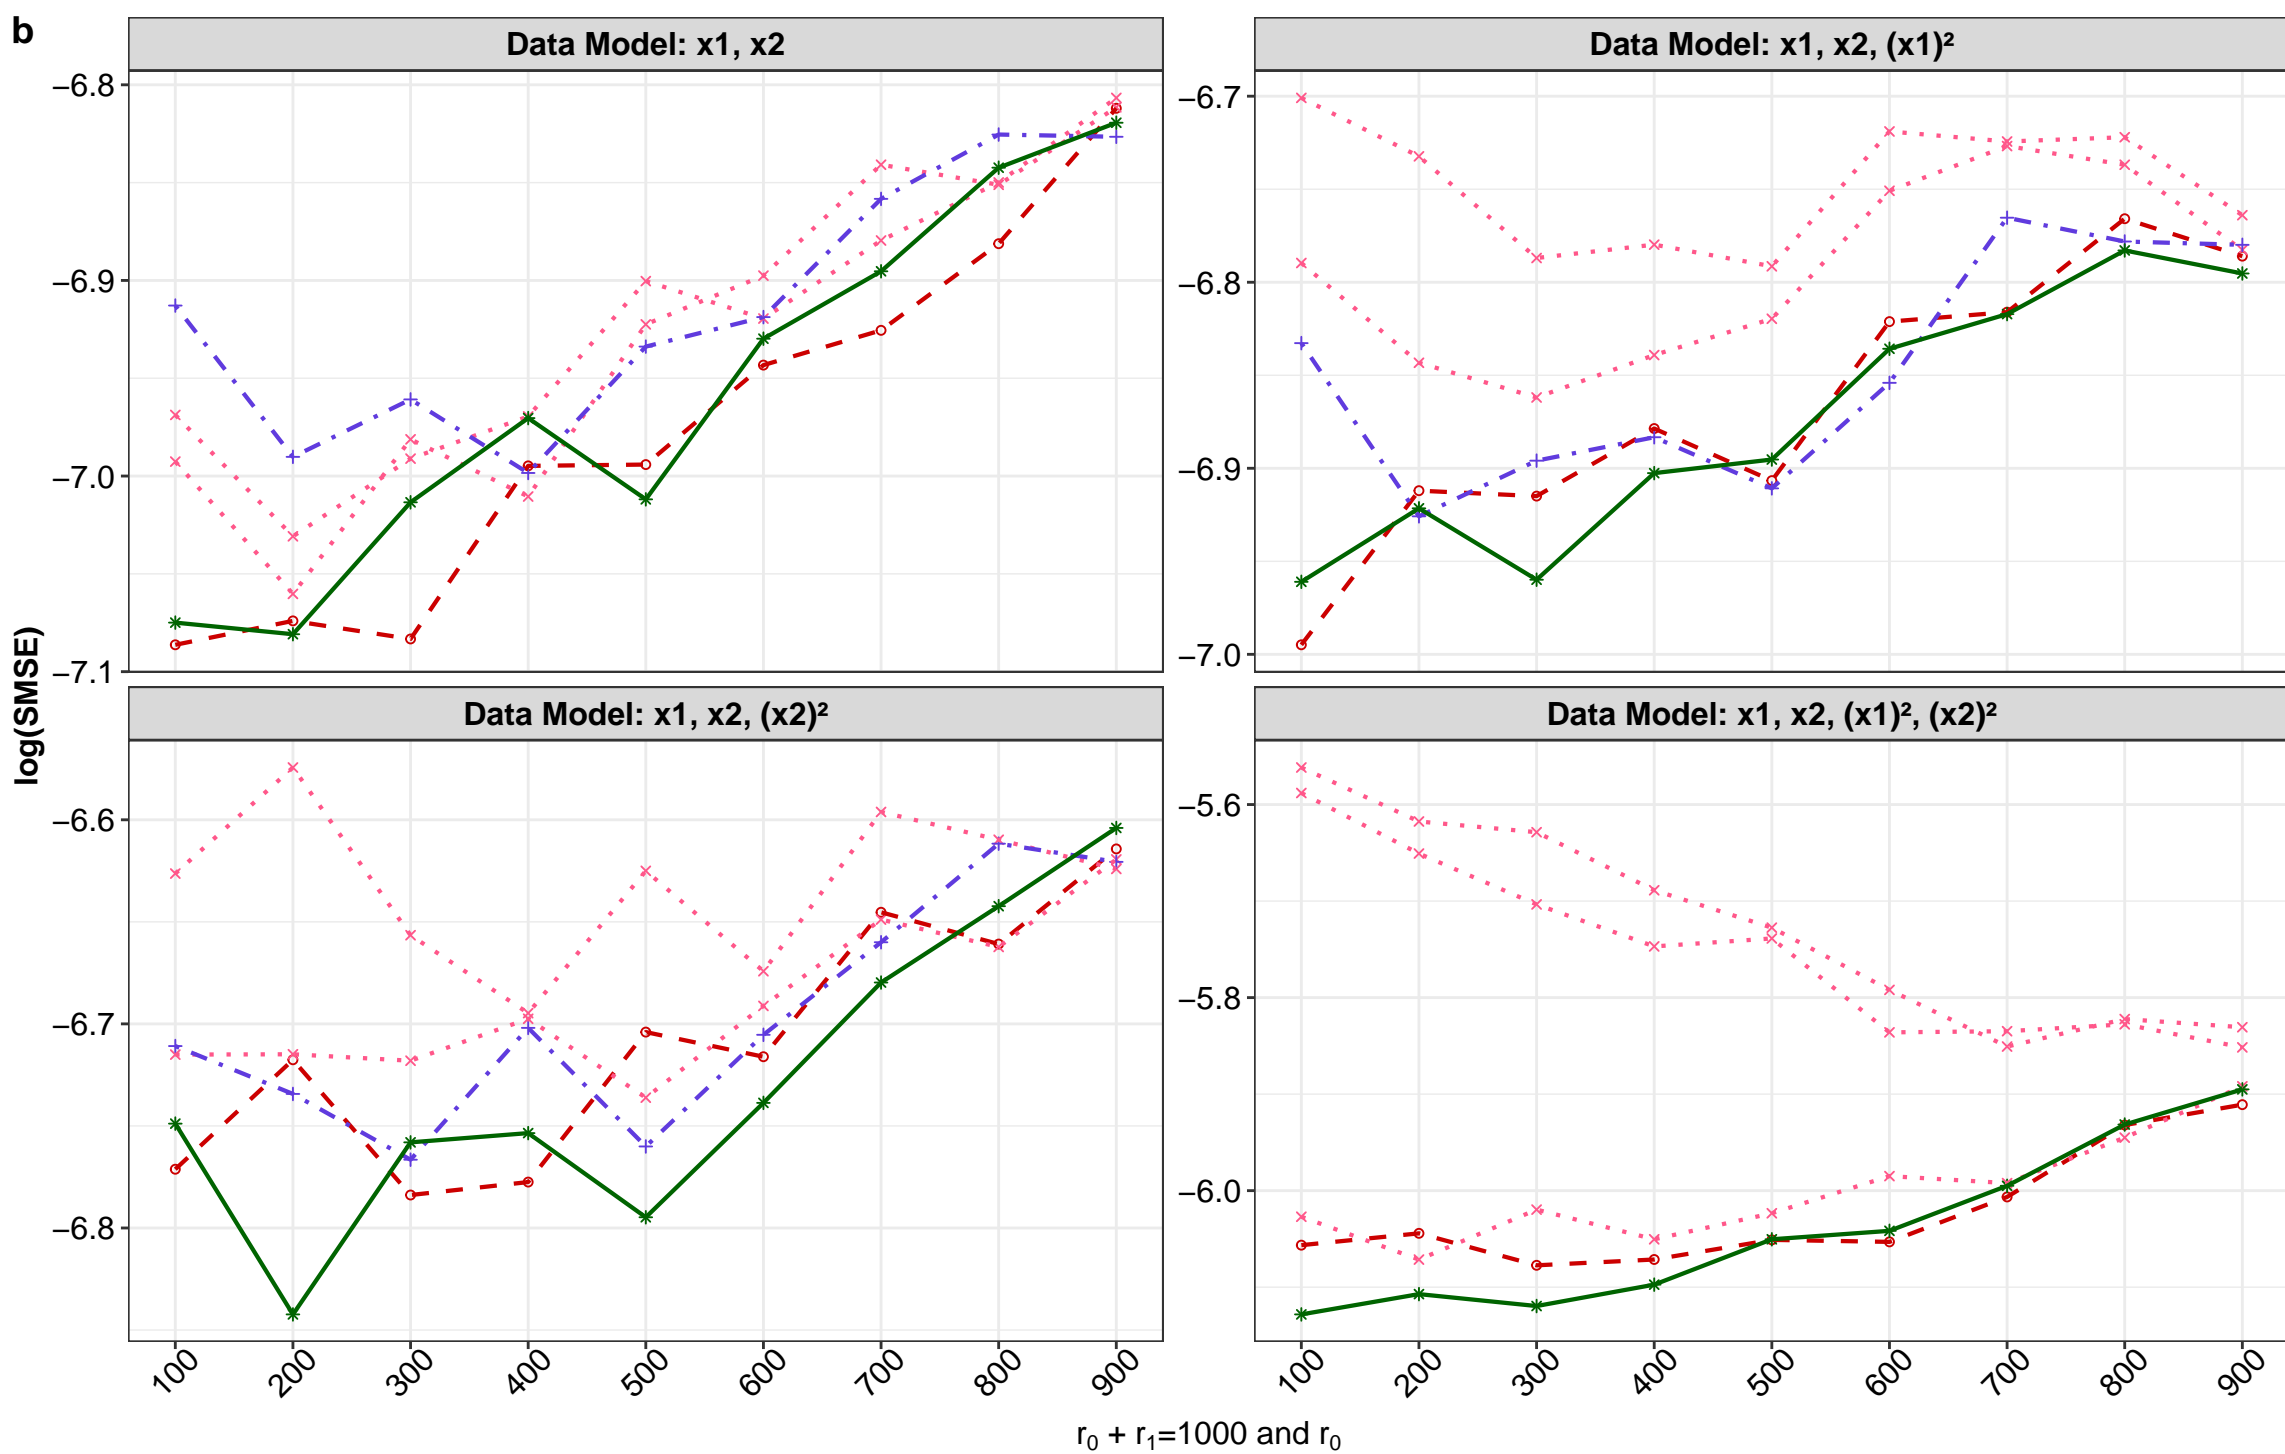 b
Data Model: x1, x2
Data Model: x1, x2, (x1)²
−6.8
−6.9
−7.0
−7.1
−6.7
−6.8
−6.9
−7.0
log(SMSE)
Data Model: x1, x2, (x2)²
Data Model: x1, x2, (x1)², (x2)²
−6.6
−6.7
−6.8
−5.6
−5.8
−6.0
100 200 300 400 500 600 700 800 900
100 200 300 400 500 600 700 800 900
r₀ + r₁=1000 and r₀